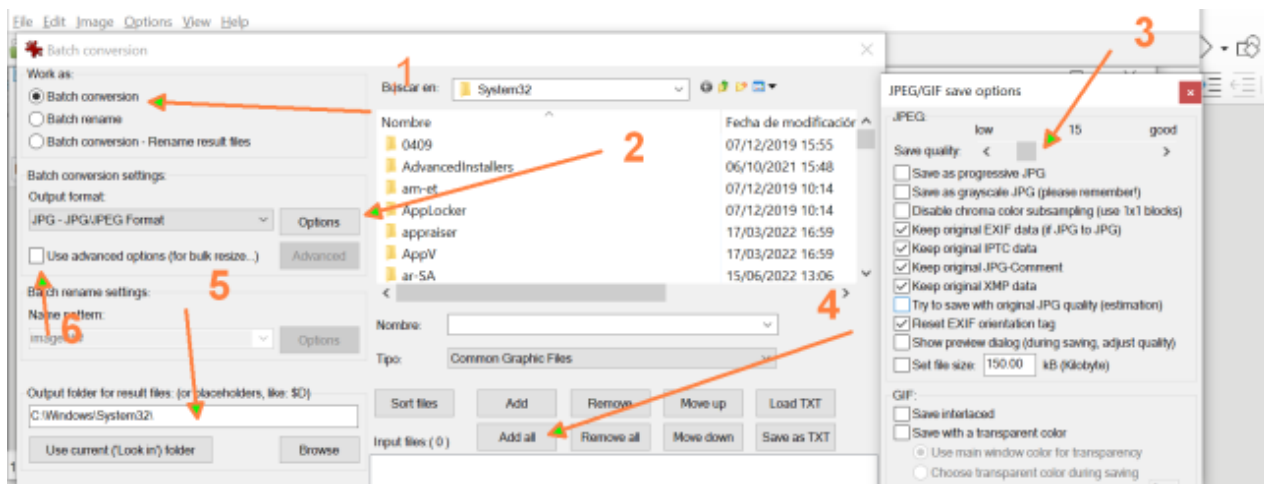 File Edit Image Options View Help
Batch conversion
Work as:
Batch conversion
Batch rename
Batch conversion - Rename result files
Batch conversion settings:
Output format:
JPG - JPG/JPEG Format
Options
Use advanced options (for bulk resize...)
Advanced
Batch rename settings:
Name pattern:
Options
Output folder for result files: (or placeholders, like: $D)
C:\Windows\System32\
Use current ('Look in') folder
Browse
1
2
3
4
5
6
Buscar en:
System32
Nombre
Fecha de modificación
0409
07/12/2019 15:55
AdvancedInstallers
06/10/2021 15:48
am-et
07/12/2019 10:14
AppLocker
07/12/2019 10:14
appraiser
17/03/2022 16:59
AppV
17/03/2022 16:59
ar-SA
15/06/2022 13:06
Nombre:
Tipo:
Common Graphic Files
Sort files
Add
Remove
Move up
Load TXT
Input files ( 0 )
Add all
Remove all
Move down
Save as TXT
JPEG/GIF save options
JPEG:
low 15 good
Save quality:
Save as progressive JPG
Save as grayscale JPG (please remember!)
Disable chroma color subsampling (use 1x1 blocks)
Keep original EXIF data (if JPG to JPG)
Keep original IPTC data
Keep original JPG-Comment
Keep original XMP data
Try to save with original JPG quality (estimation)
Reset EXIF orientation tag
Show preview dialog (during saving, adjust quality)
Set file size: 150.00 kB (Kilobyte)
GIF:
Save interlaced
Save with a transparent color
Use main window color for transparency
Choose transparent color during saving